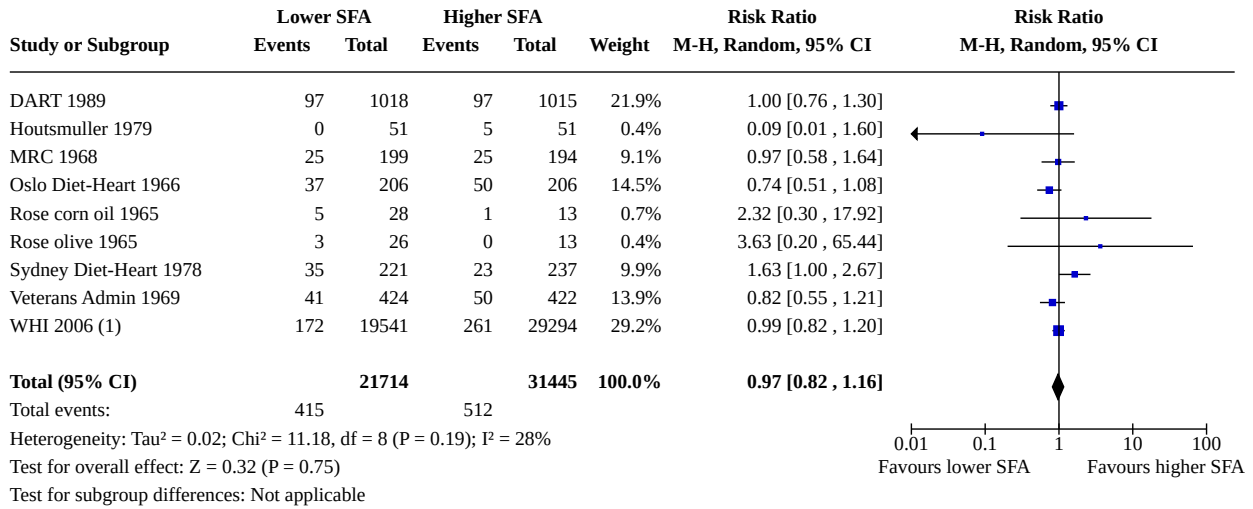 Lower SFA Higher SFA Risk Ratio Risk Ratio
Study or Subgroup Events Total Events Total Weight M-H, Random, 95% CI M-H, Random, 95% CI
DART 1989 97 1018 97 1015 21.9% 1.00 [0.76 , 1.30]
Houtsmuller 1979 0 51 5 51 0.4% 0.09 [0.01 , 1.60]
MRC 1968 25 199 25 194 9.1% 0.97 [0.58 , 1.64]
Oslo Diet-Heart 1966 37 206 50 206 14.5% 0.74 [0.51 , 1.08]
Rose corn oil 1965 5 28 1 13 0.7% 2.32 [0.30 , 17.92]
Rose olive 1965 3 26 0 13 0.4% 3.63 [0.20 , 65.44]
Sydney Diet-Heart 1978 35 221 23 237 9.9% 1.63 [1.00 , 2.67]
Veterans Admin 1969 41 424 50 422 13.9% 0.82 [0.55 , 1.21]
WHI 2006 (1) 172 19541 261 29294 29.2% 0.99 [0.82 , 1.20]
Total (95% CI) 21714 31445 100.0% 0.97 [0.82 , 1.16]
Total events: 415 512
Heterogeneity: Tau² = 0.02; Chi² = 11.18, df = 8 (P = 0.19); I² = 28%
0.01 0.1 1 10 100
Test for overall effect: Z = 0.32 (P = 0.75)
Favours lower SFA Favours higher SFA
Test for subgroup differences: Not applicable